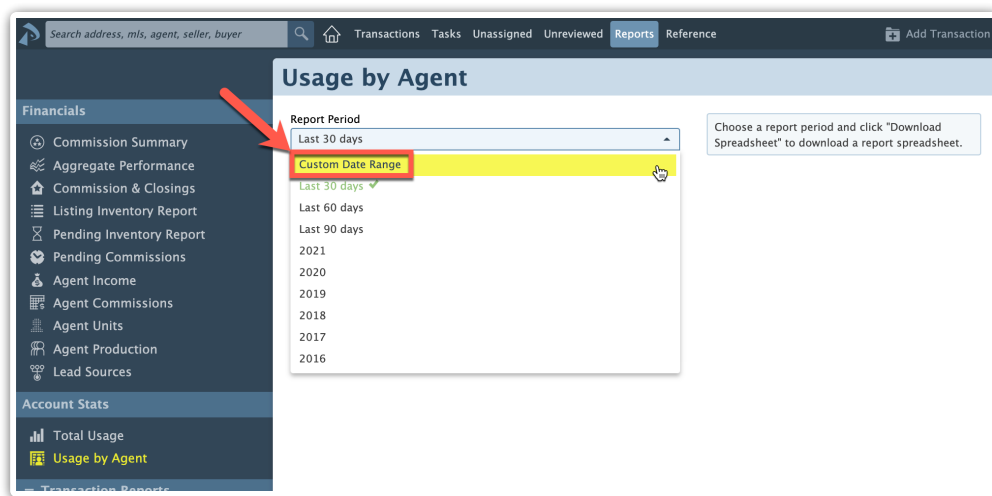 Search address, mls, agent, seller, buyer
Transactions Tasks Unassigned Unreviewed Reports Reference
Add Transaction
Usage by Agent
Financials
Commission Summary
Aggregate Performance
Commission & Closings
Listing Inventory Report
Pending Inventory Report
Pending Commissions
Agent Income
Agent Commissions
Agent Units
Agent Production
Lead Sources
Account Stats
Total Usage
Usage by Agent
Transaction Reports
Report Period
Last 30 days
Custom Date Range
Last 30 days
Last 60 days
Last 90 days
2021
2020
2019
2018
2017
2016
Choose a report period and click "Download
Spreadsheet" to download a report spreadsheet.